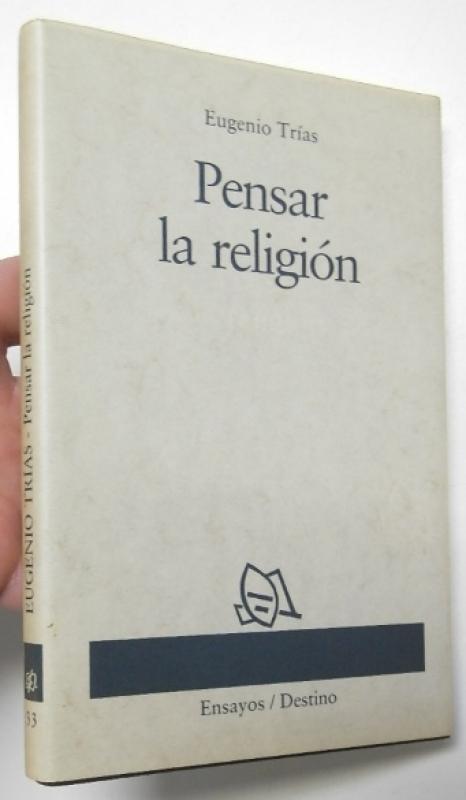 Eugenio Trías
Pensar
la religión
Ensayos / Destino
EUGENIO TRÍAS - Pensar la religión
33